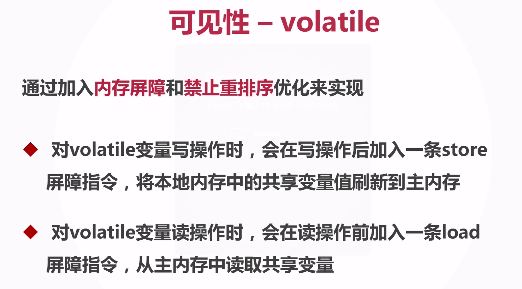 可见性 – volatile
通过加入内存屏障和禁止重排序优化来实现
◆ 对volatile变量写操作时，会在写操作后加入一条store
屏障指令，将本地内存中的共享变量值刷新到主内存
◆ 对volatile变量读操作时，会在读操作前加入一条load
屏障指令，从主内存中读取共享变量